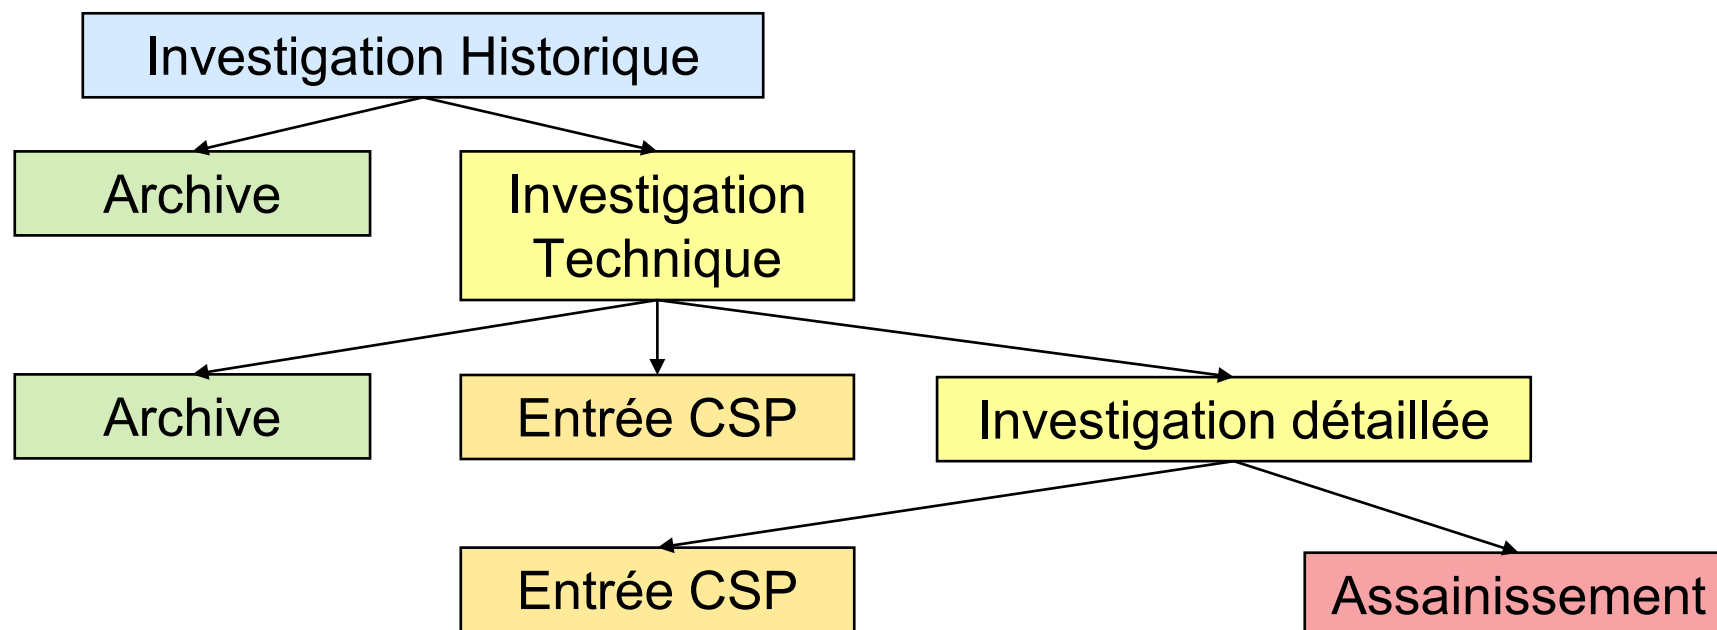 Investigation Historique
Archive
Investigation
Technique
Archive
Entrée CSP
Investigation détaillée
Entrée CSP
Assainissement